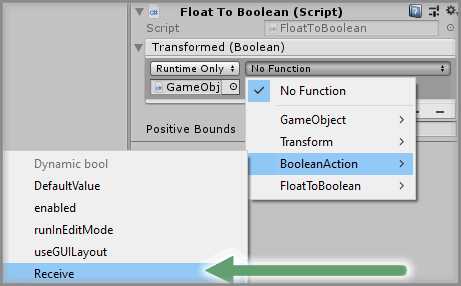 Float To Boolean (Script)
Script
FloatToBoolean
Transformed (Boolean)
Runtime Only
No Function
GameObj
No Function
GameObject
Transform
BooleanAction
FloatToBoolean
Positive Bounds
Dynamic bool
DefaultValue
enabled
runInEditMode
useGUILayout
Receive